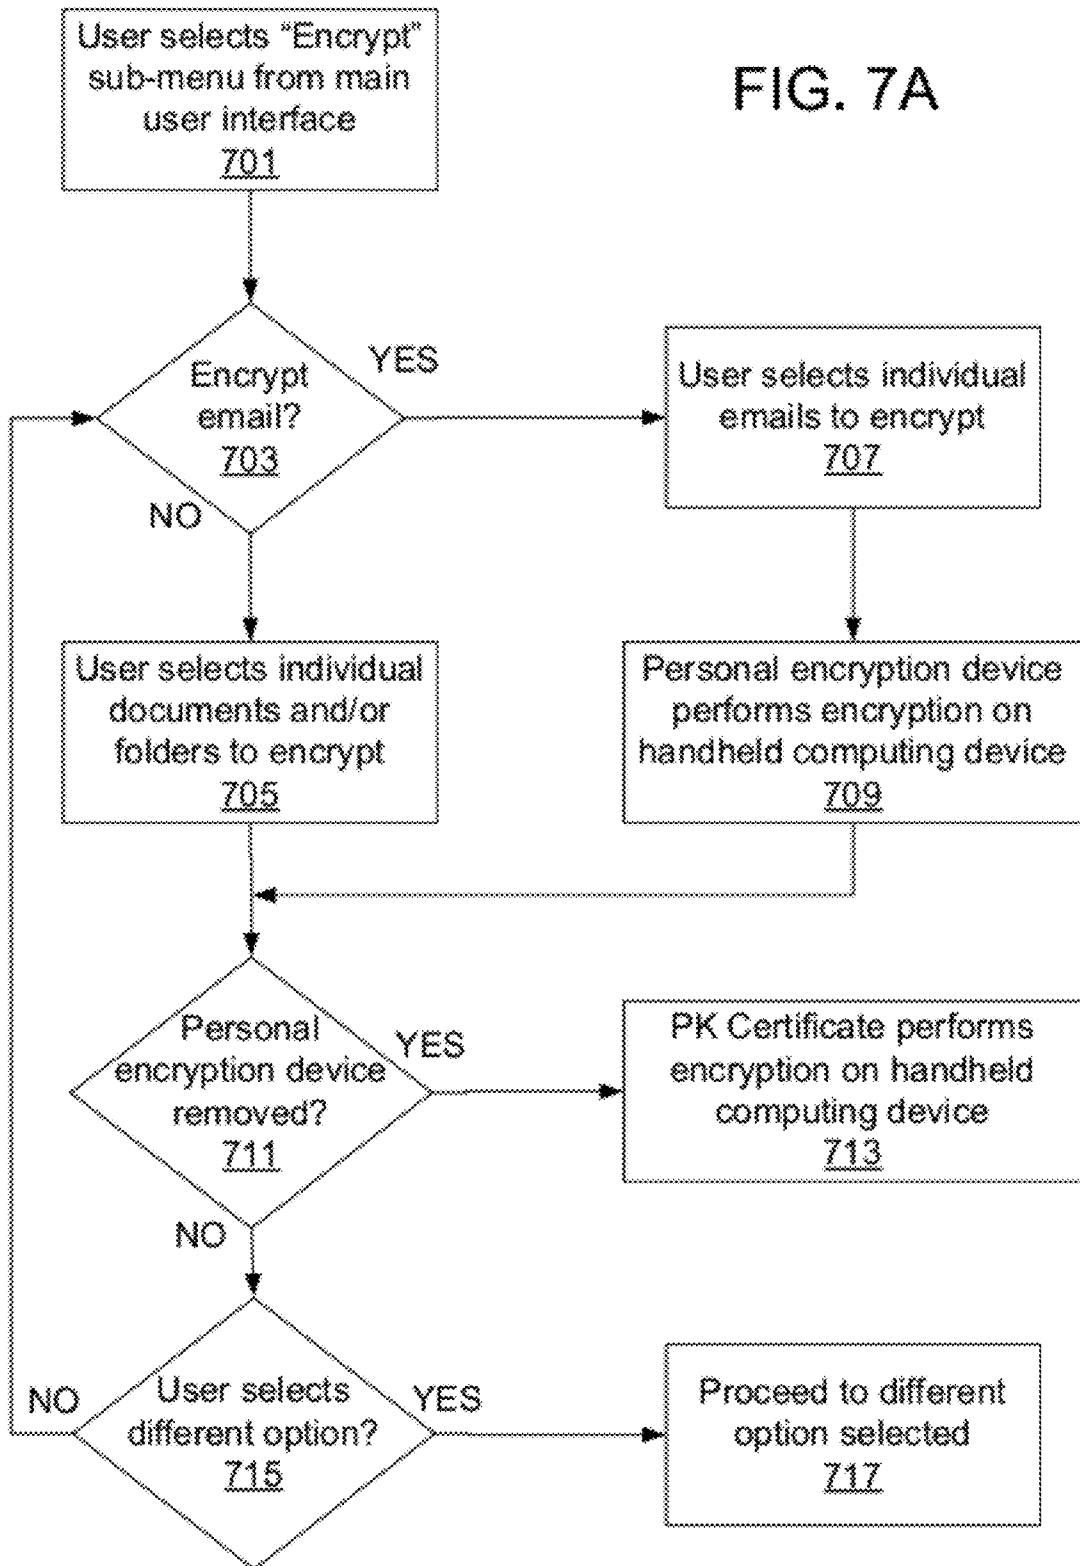 User selects “Encrypt”
sub-menu from main
user interface
701
FIG. 7A
Encrypt
email?
703
YES
NO
User selects individual
emails to encrypt
707
User selects individual
documents and/or
folders to encrypt
705
Personal encryption device
performs encryption on
handheld computing device
709
Personal
encryption device
removed?
711
YES
NO
PK Certificate performs
encryption on handheld
computing device
713
User selects
different option?
715
NO
YES
Proceed to different
option selected
717